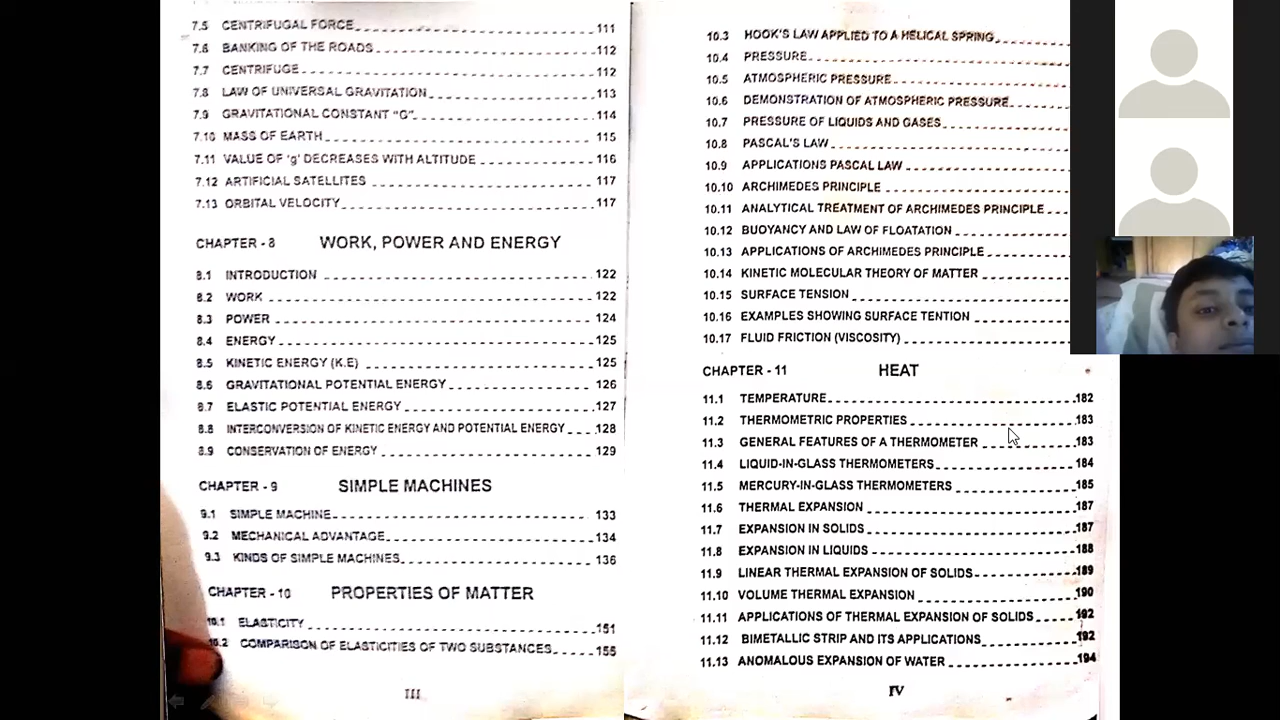 7.5 CENTRIFUGAL FORCE 111
7.6 BANKING OF THE ROADS 112
7.7 CENTRIFUGE 112
7.8 LAW OF UNIVERSAL GRAVITATION 113
7.9 GRAVITATIONAL CONSTANT "G" 114
7.10 MASS OF EARTH 115
7.11 VALUE OF 'g' DECREASES WITH ALTITUDE 116
7.12 ARTIFICIAL SATELLITES 117
7.13 ORBITAL VELOCITY 117
CHAPTER - 8 WORK, POWER AND ENERGY
8.1 INTRODUCTION 122
8.2 WORK 122
8.3 POWER 124
8.4 ENERGY 125
8.5 KINETIC ENERGY (K.E) 125
8.6 GRAVITATIONAL POTENTIAL ENERGY 126
8.7 ELASTIC POTENTIAL ENERGY 127
8.8 INTERCONVERSION OF KINETIC ENERGY AND POTENTIAL ENERGY 128
8.9 CONSERVATION OF ENERGY 129
CHAPTER - 9 SIMPLE MACHINES
9.1 SIMPLE MACHINE 133
9.2 MECHANICAL ADVANTAGE 134
9.3 KINDS OF SIMPLE MACHINES 136
CHAPTER - 10 PROPERTIES OF MATTER
10.1 ELASTICITY 151
10.2 COMPARISON OF ELASTICITIES OF TWO SUBSTANCES 155
III
10.3 HOOK'S LAW APPLIED TO A HELICAL SPRING
10.4 PRESSURE
10.5 ATMOSPHERIC PRESSURE
10.6 DEMONSTRATION OF ATMOSPHERIC PRESSURE
10.7 PRESSURE OF LIQUIDS AND GASES
10.8 PASCAL'S LAW
10.9 APPLICATIONS PASCAL LAW
10.10 ARCHIMEDES PRINCIPLE
10.11 ANALYTICAL TREATMENT OF ARCHIMEDES PRINCIPLE
10.12 BUOYANCY AND LAW OF FLOATATION
10.13 APPLICATIONS OF ARCHIMEDES PRINCIPLE
10.14 KINETIC MOLECULAR THEORY OF MATTER
10.15 SURFACE TENSION
10.16 EXAMPLES SHOWING SURFACE TENTION
10.17 FLUID FRICTION (VISCOSITY)
CHAPTER - 11 HEAT
11.1 TEMPERATURE 182
11.2 THERMOMETRIC PROPERTIES 183
11.3 GENERAL FEATURES OF A THERMOMETER 183
11.4 LIQUID-IN-GLASS THERMOMETERS 184
11.5 MERCURY-IN-GLASS THERMOMETERS 185
11.6 THERMAL EXPANSION 187
11.7 EXPANSION IN SOLIDS 187
11.8 EXPANSION IN LIQUIDS 188
11.9 LINEAR THERMAL EXPANSION OF SOLIDS 189
11.10 VOLUME THERMAL EXPANSION 190
11.11 APPLICATIONS OF THERMAL EXPANSION OF SOLIDS 192
11.12 BIMETALLIC STRIP AND ITS APPLICATIONS 192
11.13 ANOMALOUS EXPANSION OF WATER 194
IV